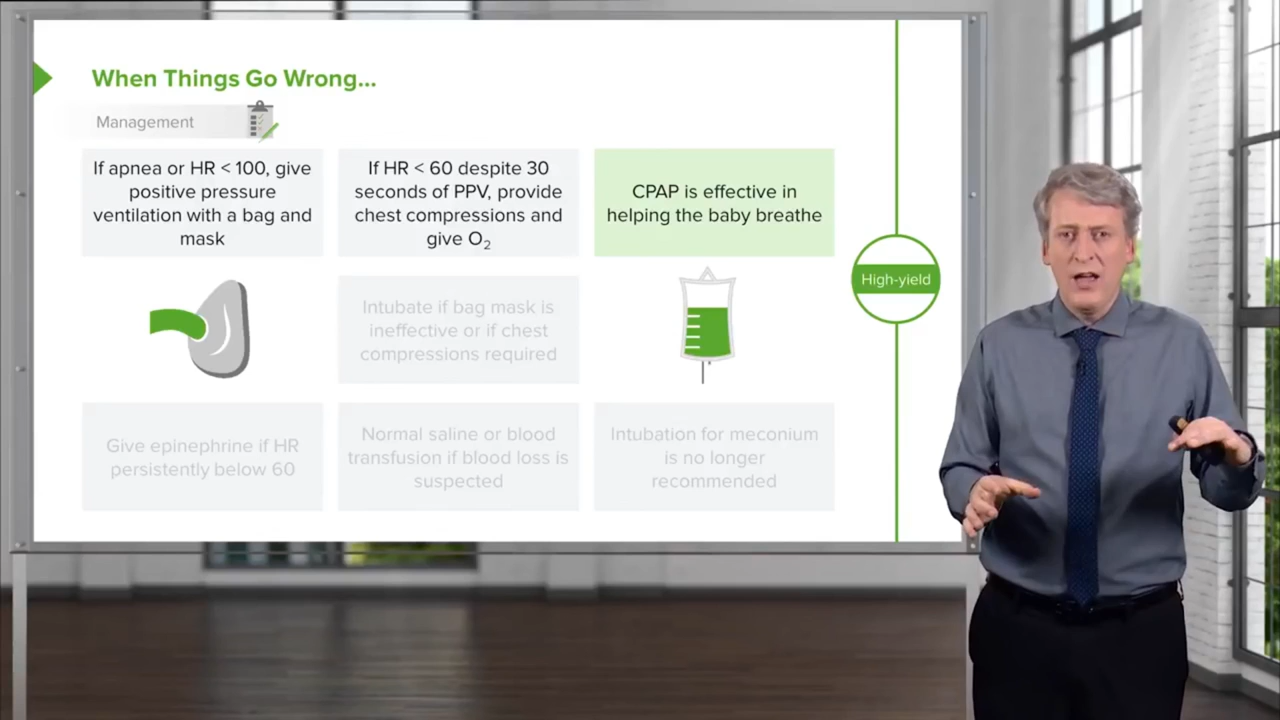 When Things Go Wrong...
Management
If apnea or HR < 100, give
positive pressure
ventilation with a bag and
mask
If HR < 60 despite 30
seconds of PPV, provide
chest compressions and
give O₂
CPAP is effective in
helping the baby breathe
High-yield
Intubate if bag mask is
ineffective or if chest
compressions required
Give epinephrine if HR
persistently below 60
Normal saline or blood
transfusion if blood loss is
suspected
Intubation for meconium
is no longer
recommended